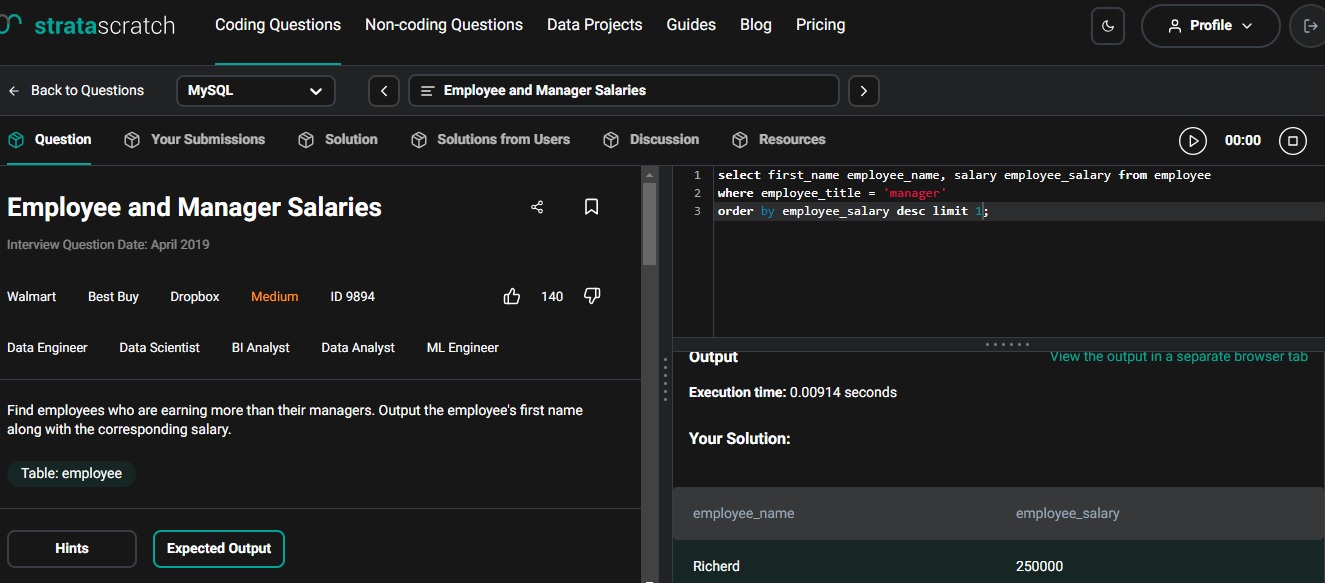 stratascratch
Coding Questions
Non-coding Questions
Data Projects
Guides
Blog
Pricing
Profile
Back to Questions
MySQL
Employee and Manager Salaries
Question
Your Submissions
Solution
Solutions from Users
Discussion
Resources
00:00
Employee and Manager Salaries
Interview Question Date: April 2019
Walmart
Best Buy
Dropbox
Medium
ID 9894
140
Data Engineer
Data Scientist
BI Analyst
Data Analyst
ML Engineer
Find employees who are earning more than their managers. Output the employee's first name
along with the corresponding salary.
Table: employee
Hints
Expected Output
1 select first_name employee_name, salary employee_salary from employee
2 where employee_title = 'manager'
3 order by employee_salary desc limit 1;
Output
View the output in a separate browser tab
Execution time: 0.00914 seconds
Your Solution:
employee_name employee_salary
Richerd 250000